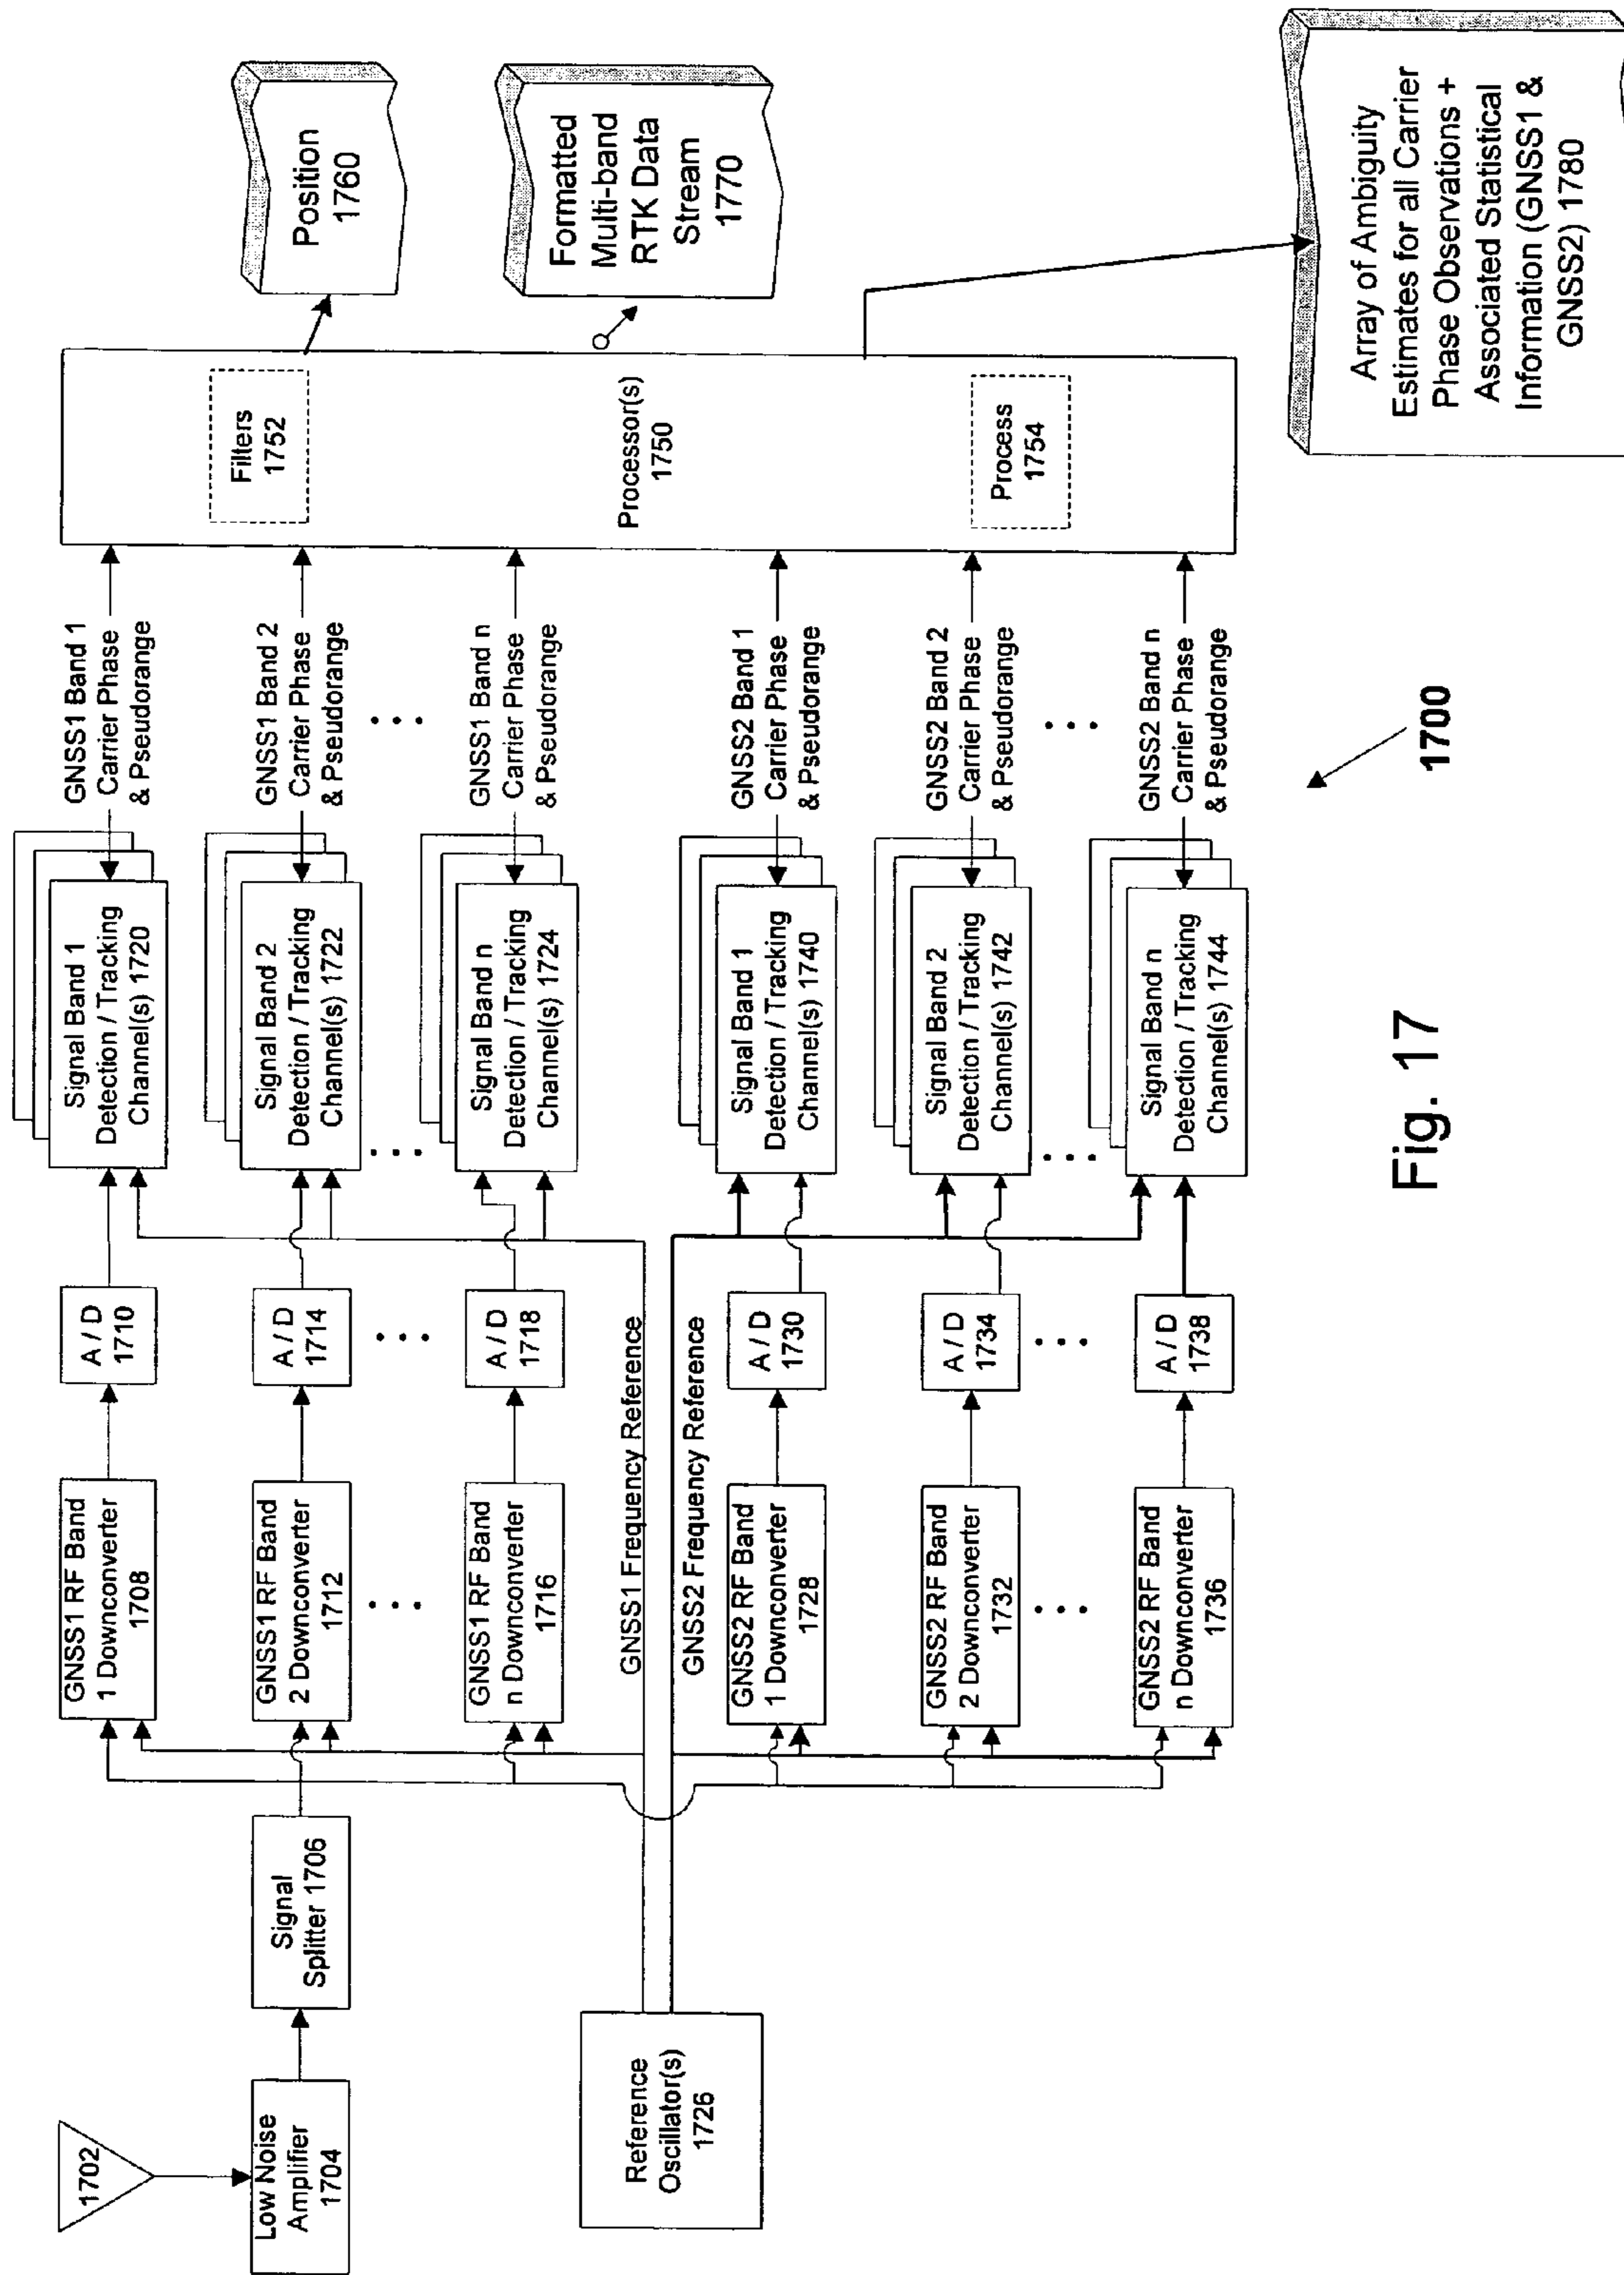 1702
Low Noise
Amplifier
1704
Signal
Splitter 1706
Reference
Oscillator(s)
1726
GNSS1 RF Band
1 Downconverter
1708
GNSS1 RF Band
2 Downconverter
1712
• • •
GNSS1 RF Band
n Downconverter
1716
GNSS1 Frequency Reference
GNSS2 Frequency Reference
GNSS2 RF Band
1 Downconverter
1728
GNSS2 RF Band
2 Downconverter
1732
• • •
GNSS2 RF Band
n Downconverter
1736
A / D
1710
A / D
1714
• • •
A / D
1718
A / D
1730
A / D
1734
• • •
A / D
1738
Signal Band 1
Detection / Tracking
Channel(s) 1720
Signal Band 2
Detection / Tracking
Channel(s) 1722
• • •
Signal Band n
Detection / Tracking
Channel(s) 1724
Signal Band 1
Detection / Tracking
Channel(s) 1740
Signal Band 2
Detection / Tracking
Channel(s) 1742
• • •
Signal Band n
Detection / Tracking
Channel(s) 1744
GNSS1 Band 1
Carrier Phase
& Pseudorange
GNSS1 Band 2
Carrier Phase
& Pseudorange
• • •
GNSS1 Band n
Carrier Phase
& Pseudorange
GNSS2 Band 1
Carrier Phase
& Pseudorange
GNSS2 Band 2
Carrier Phase
& Pseudorange
• • •
GNSS2 Band n
Carrier Phase
& Pseudorange
Filters
1752
Processor(s)
1750
Process
1754
Position
1760
Formatted
Multi-band
RTK Data
Stream
1770
Array of Ambiguity
Estimates for all Carrier
Phase Observations +
Associated Statistical
Information (GNSS1 &
GNSS2) 1780
1700
Fig. 17